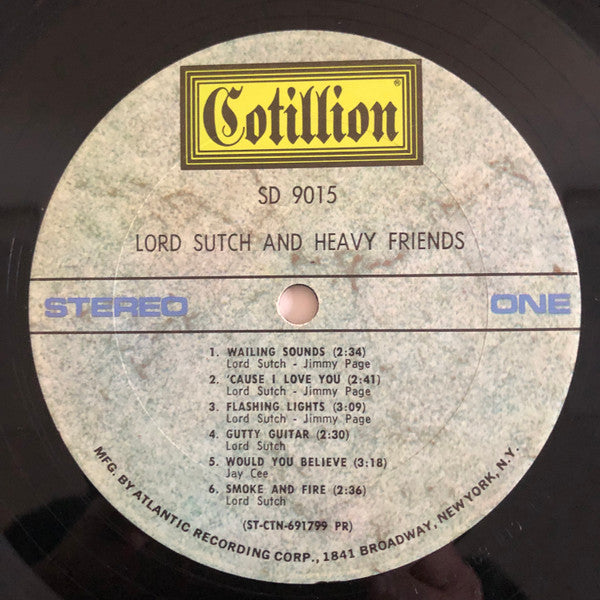 Cotillion®
SD 9015
LORD SUTCH AND HEAVY FRIENDS
STEREO ONE
1. WAILING SOUNDS (2:34)
Lord Sutch - Jimmy Page
2. 'CAUSE I LOVE YOU (2:41)
Lord Sutch - Jimmy Page
3. FLASHING LIGHTS (3:09)
Lord Sutch - Jimmy Page
4. GUTTY GUITAR (2:30)
Lord Sutch
5. WOULD YOU BELIEVE (3:18)
Jay Cee
6. SMOKE AND FIRE (2:36)
Lord Sutch
(ST-CTN-691799 PR)
MFG. BY ATLANTIC RECORDING CORP., 1841 BROADWAY, NEW YORK, N.Y.